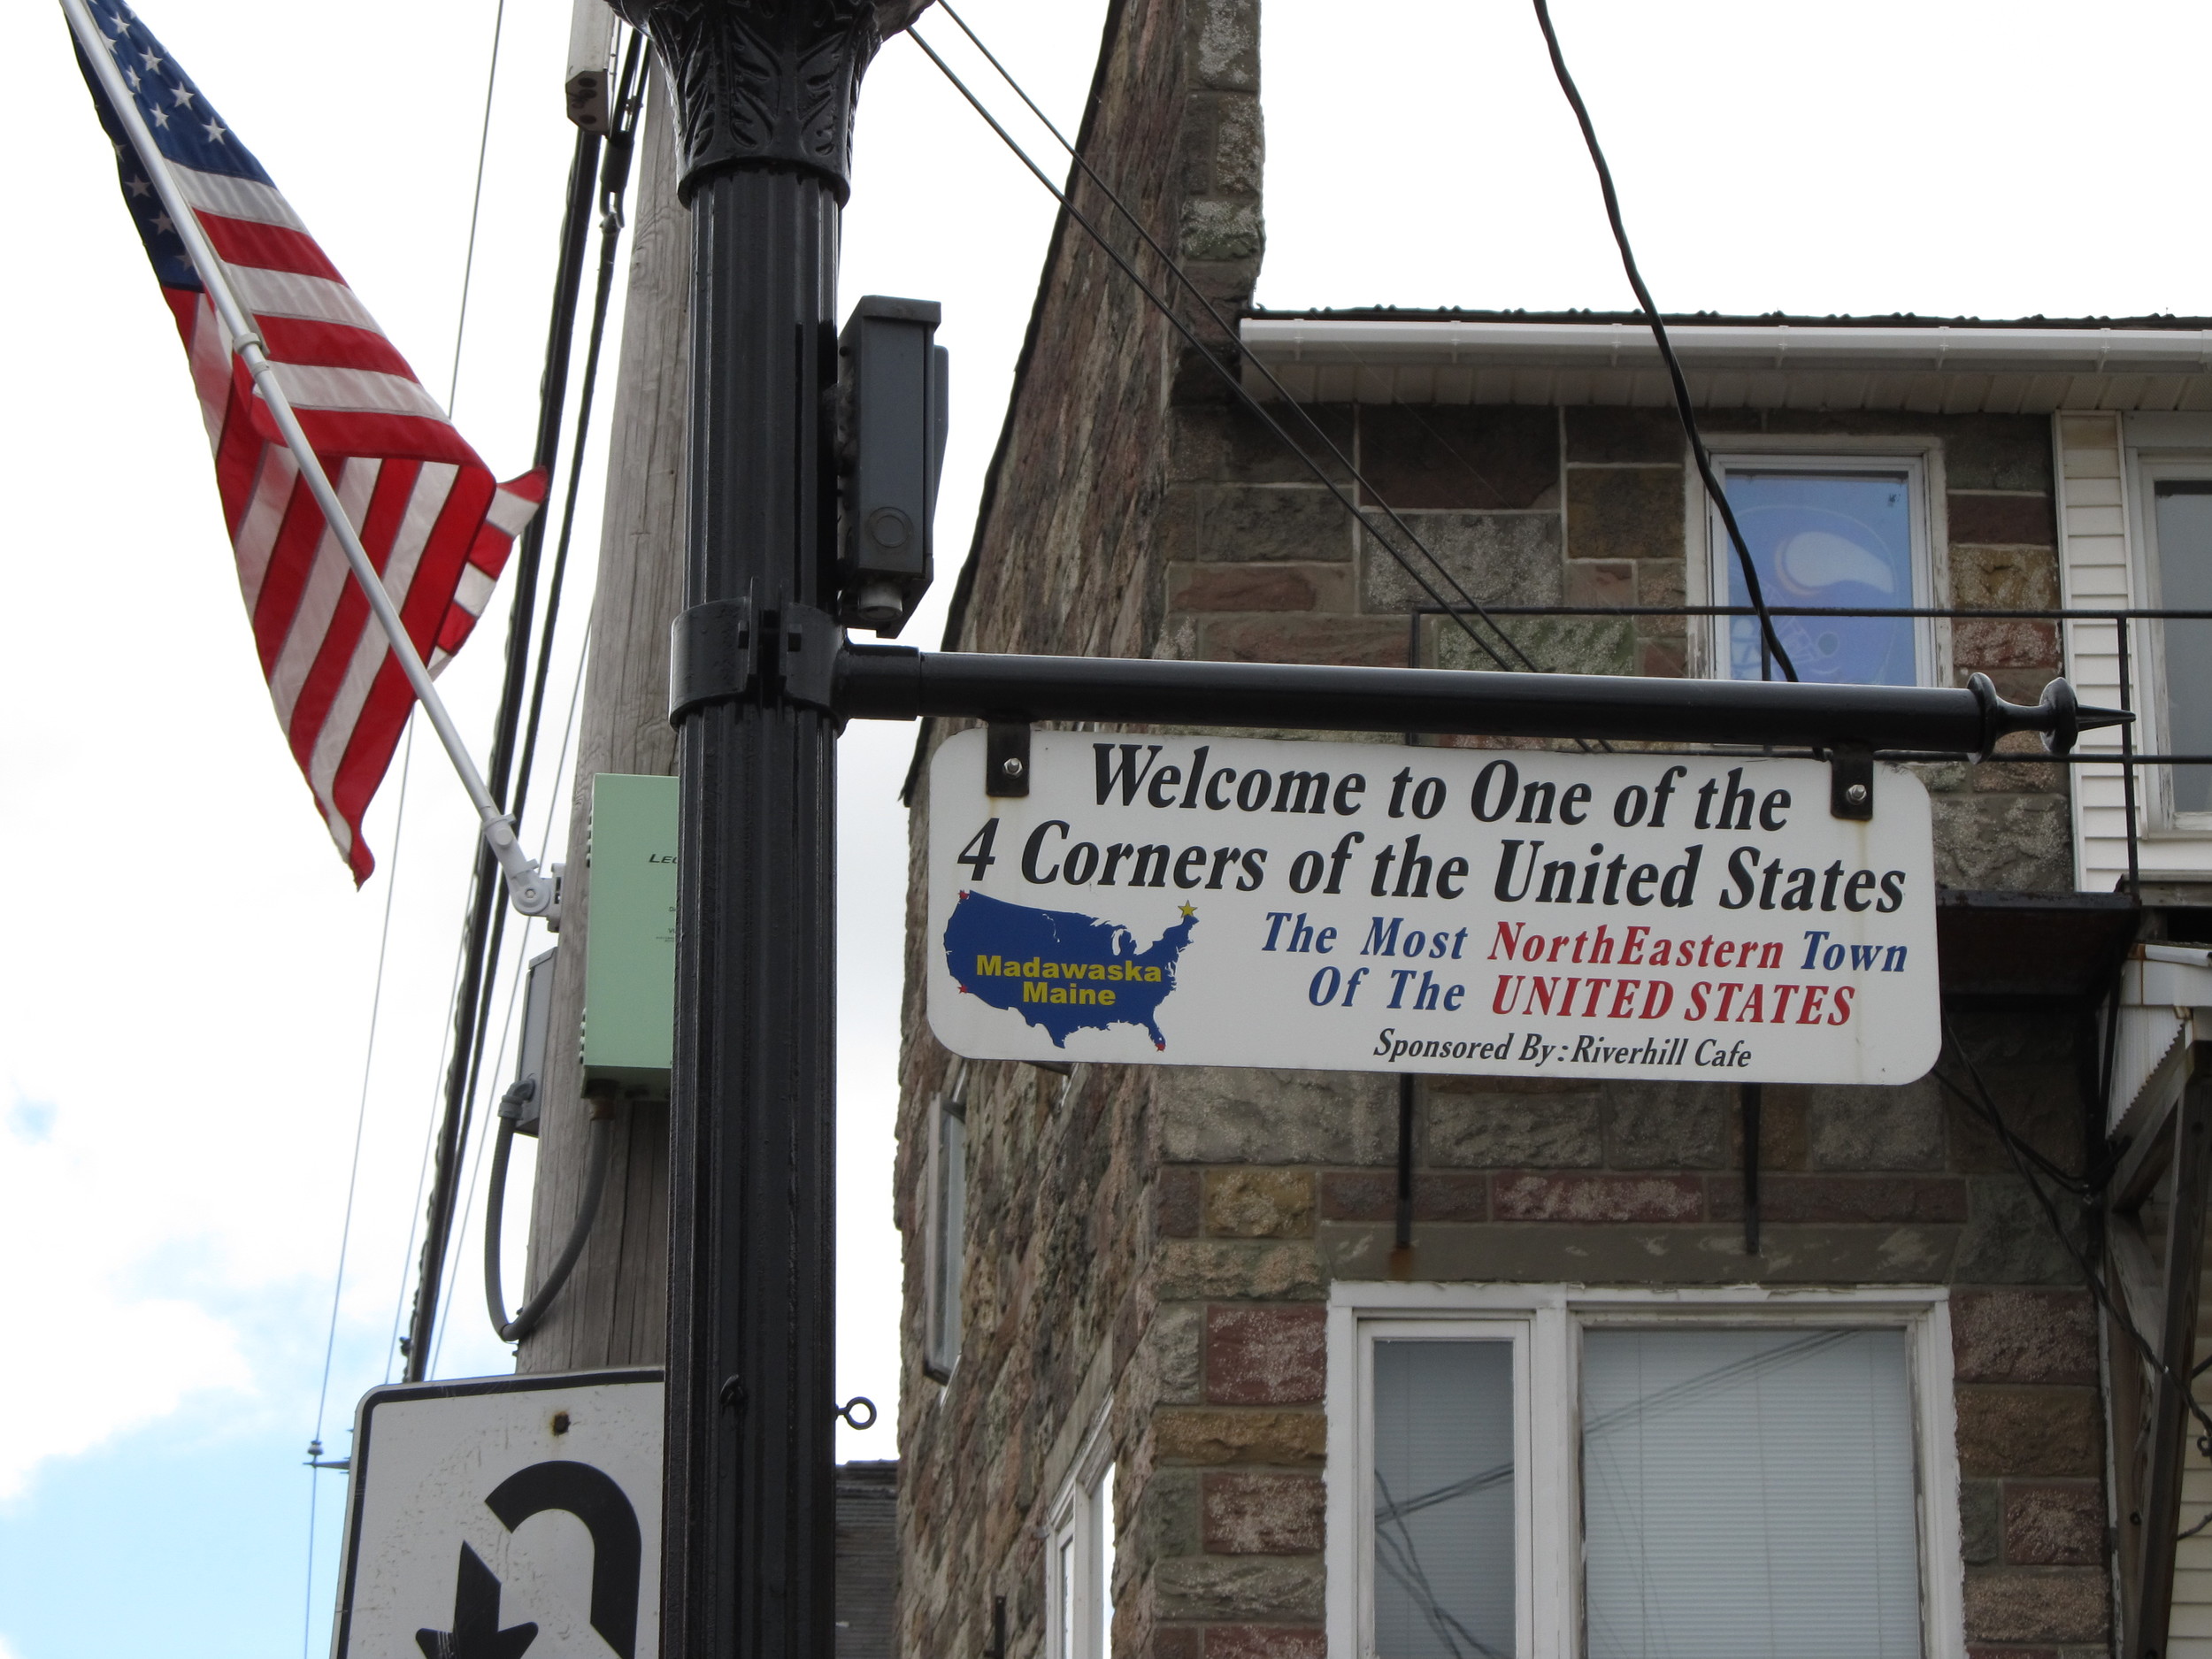 Welcome to One of the
4 Corners of the United States
The Most NorthEastern Town
Of The UNITED STATES
Madawaska
Maine
Sponsored By: Riverhill Cafe